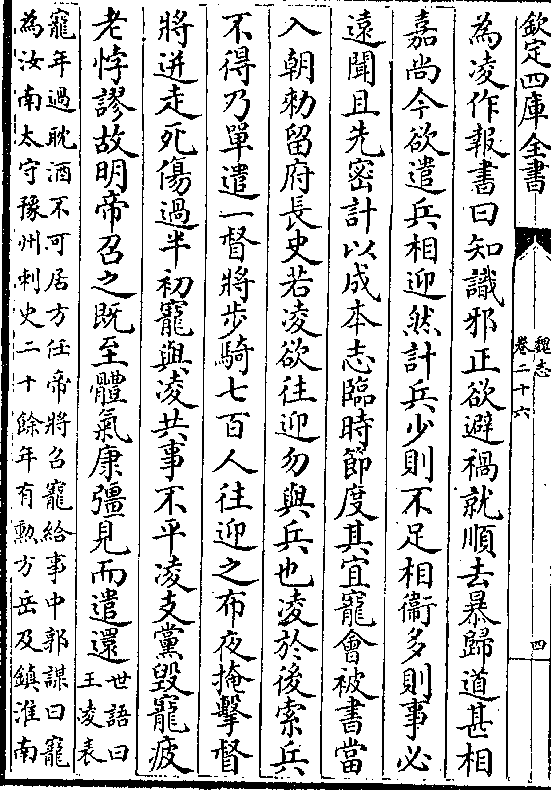 欽定四庫全書
魏志
卷二十六
四
為凌作報書曰知識邪正欲避禍就順去暴歸道甚相
嘉尚今欲遣兵相迎然計兵少則不足相衞多則事必
遠聞且先密計以成本志臨時節度其宜寵會被書當
入朝勅留府長史若凌欲往迎勿與兵也凌於後索兵
不得乃單遣一督將步騎七百人往迎之布夜掩擊督
將迸走死傷過半初寵與凌共事不平凌支黨毀寵疲
老悖謬故明帝召之既至體氣康彊見而遣還
世語曰
王凌表
寵年過耽酒不可居方任帝將召寵給事中郭謀曰寵
為汝南太守豫州刺史二十餘年有勲方岳及鎮淮南